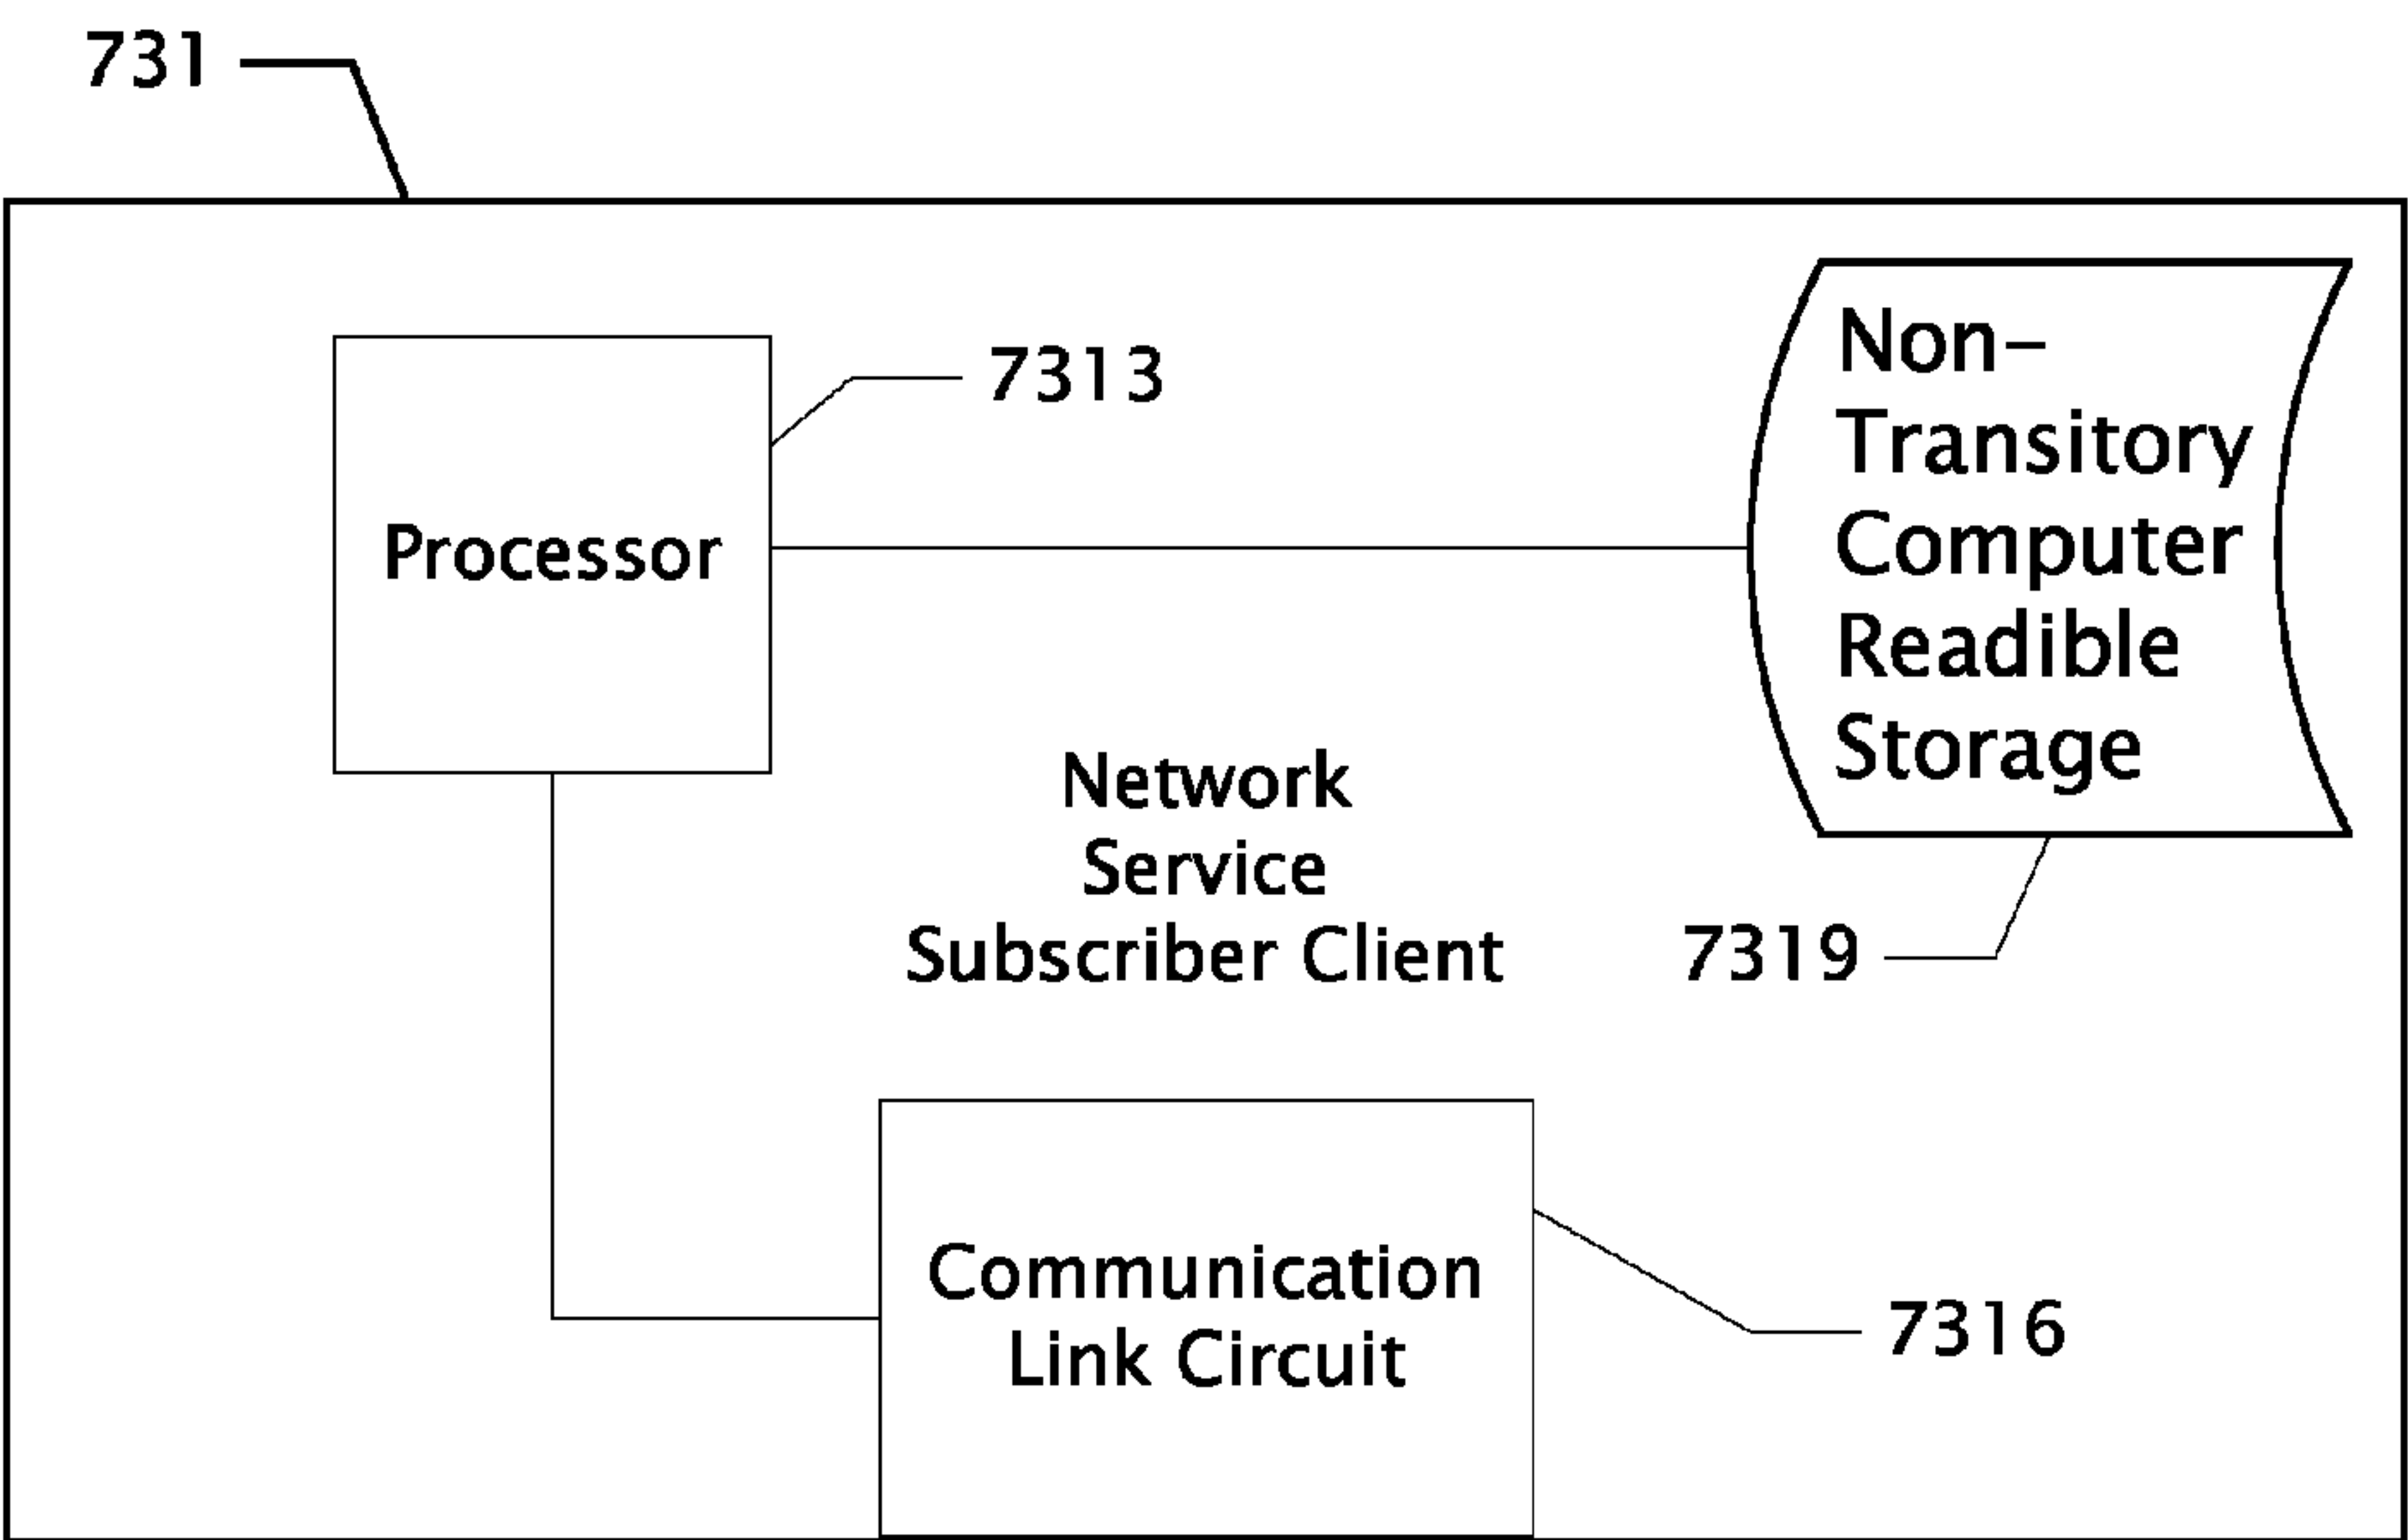 731
7313
Processor
Non-
Transitory
Computer
Readible
Storage
Network
Service
Subscriber Client
7319
Communication
Link Circuit
7316